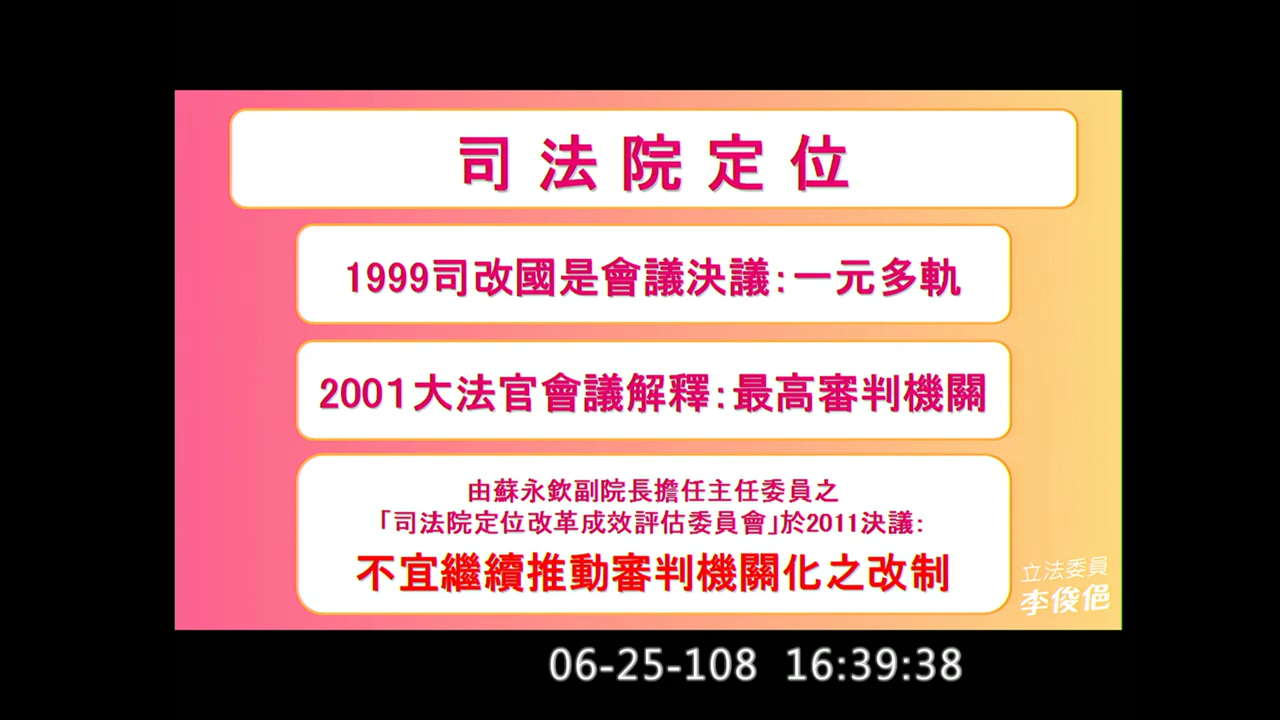 司法院定位
1999司改國是會議決議：一元多軌
2001大法官會議解釋：最高審判機關
由蘇永欽副院長擔任主任委員之
「司法院定位改革成效評估委員會」於2011決議：
不宜繼續推動審判機關化之改制
立法委員
李俊俋
06-25-108 16:39:38